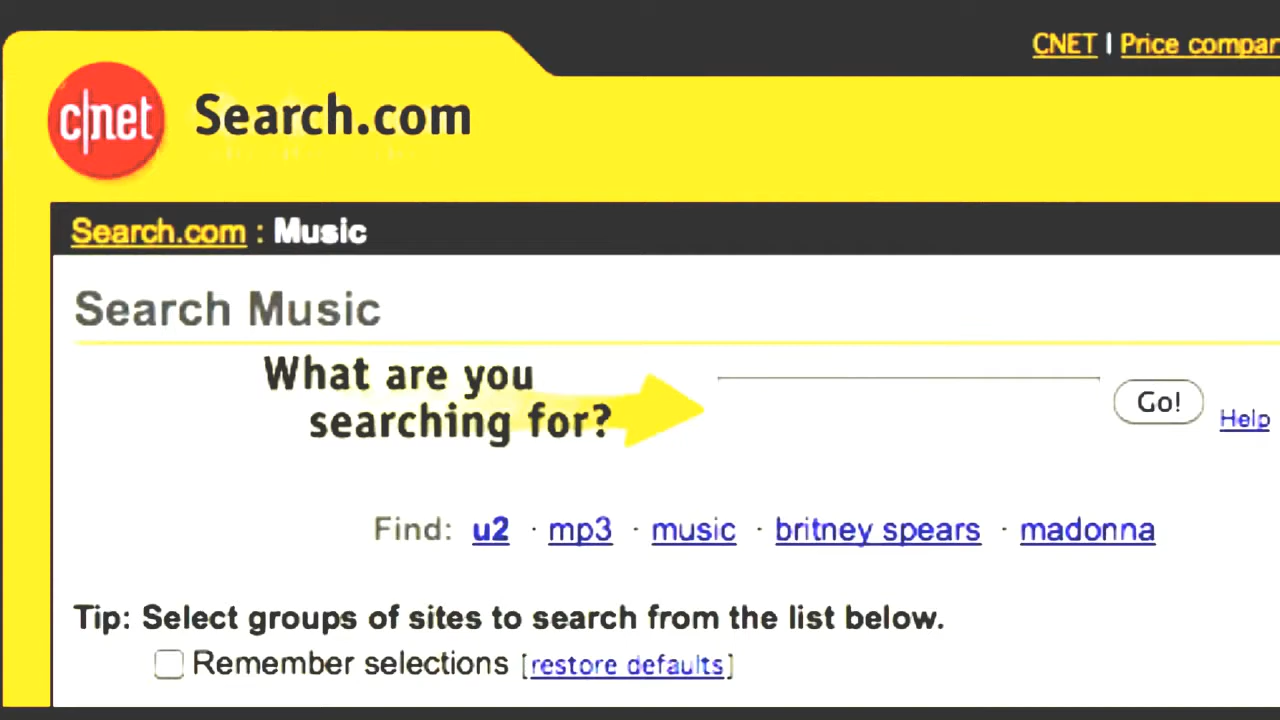 CNET | Price compar
c|net Search.com
Search.com : Music
Search Music
What are you
searching for?
Go!
Help
Find: u2 · mp3 · music · britney spears · madonna
Tip: Select groups of sites to search from the list below.
Remember selections [restore defaults]